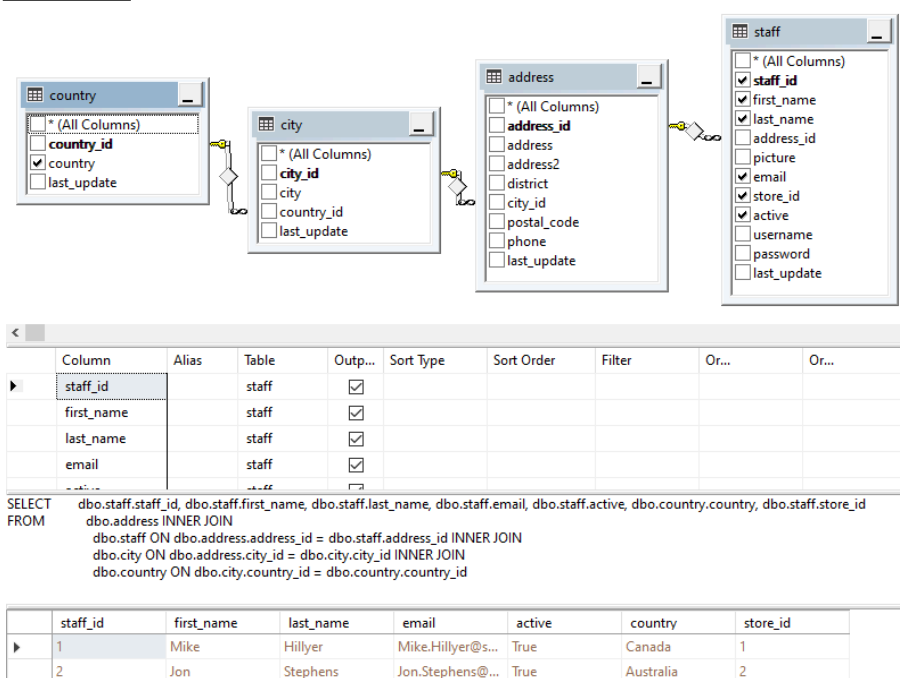 country
* (All Columns)
country_id
country
last_update
city
* (All Columns)
city_id
city
country_id
last_update
address
* (All Columns)
address_id
address
address2
district
city_id
postal_code
phone
last_update
staff
* (All Columns)
staff_id
first_name
last_name
address_id
picture
email
store_id
active
username
password
last_update
Column Alias Table Outp... Sort Type Sort Order Filter Or... Or...
staff_id staff
first_name staff
last_name staff
email staff
active staff
SELECT dbo.staff.staff_id, dbo.staff.first_name, dbo.staff.last_name, dbo.staff.email, dbo.staff.active, dbo.country.country, dbo.staff.store_id
FROM dbo.address INNER JOIN
dbo.staff ON dbo.address.address_id = dbo.staff.address_id INNER JOIN
dbo.city ON dbo.address.city_id = dbo.city.city_id INNER JOIN
dbo.country ON dbo.city.country_id = dbo.country.country_id
staff_id first_name last_name email active country store_id
1 Mike Hillyer Mike.Hillyer@s... True Canada 1
2 Jon Stephens Jon.Stephens@... True Australia 2